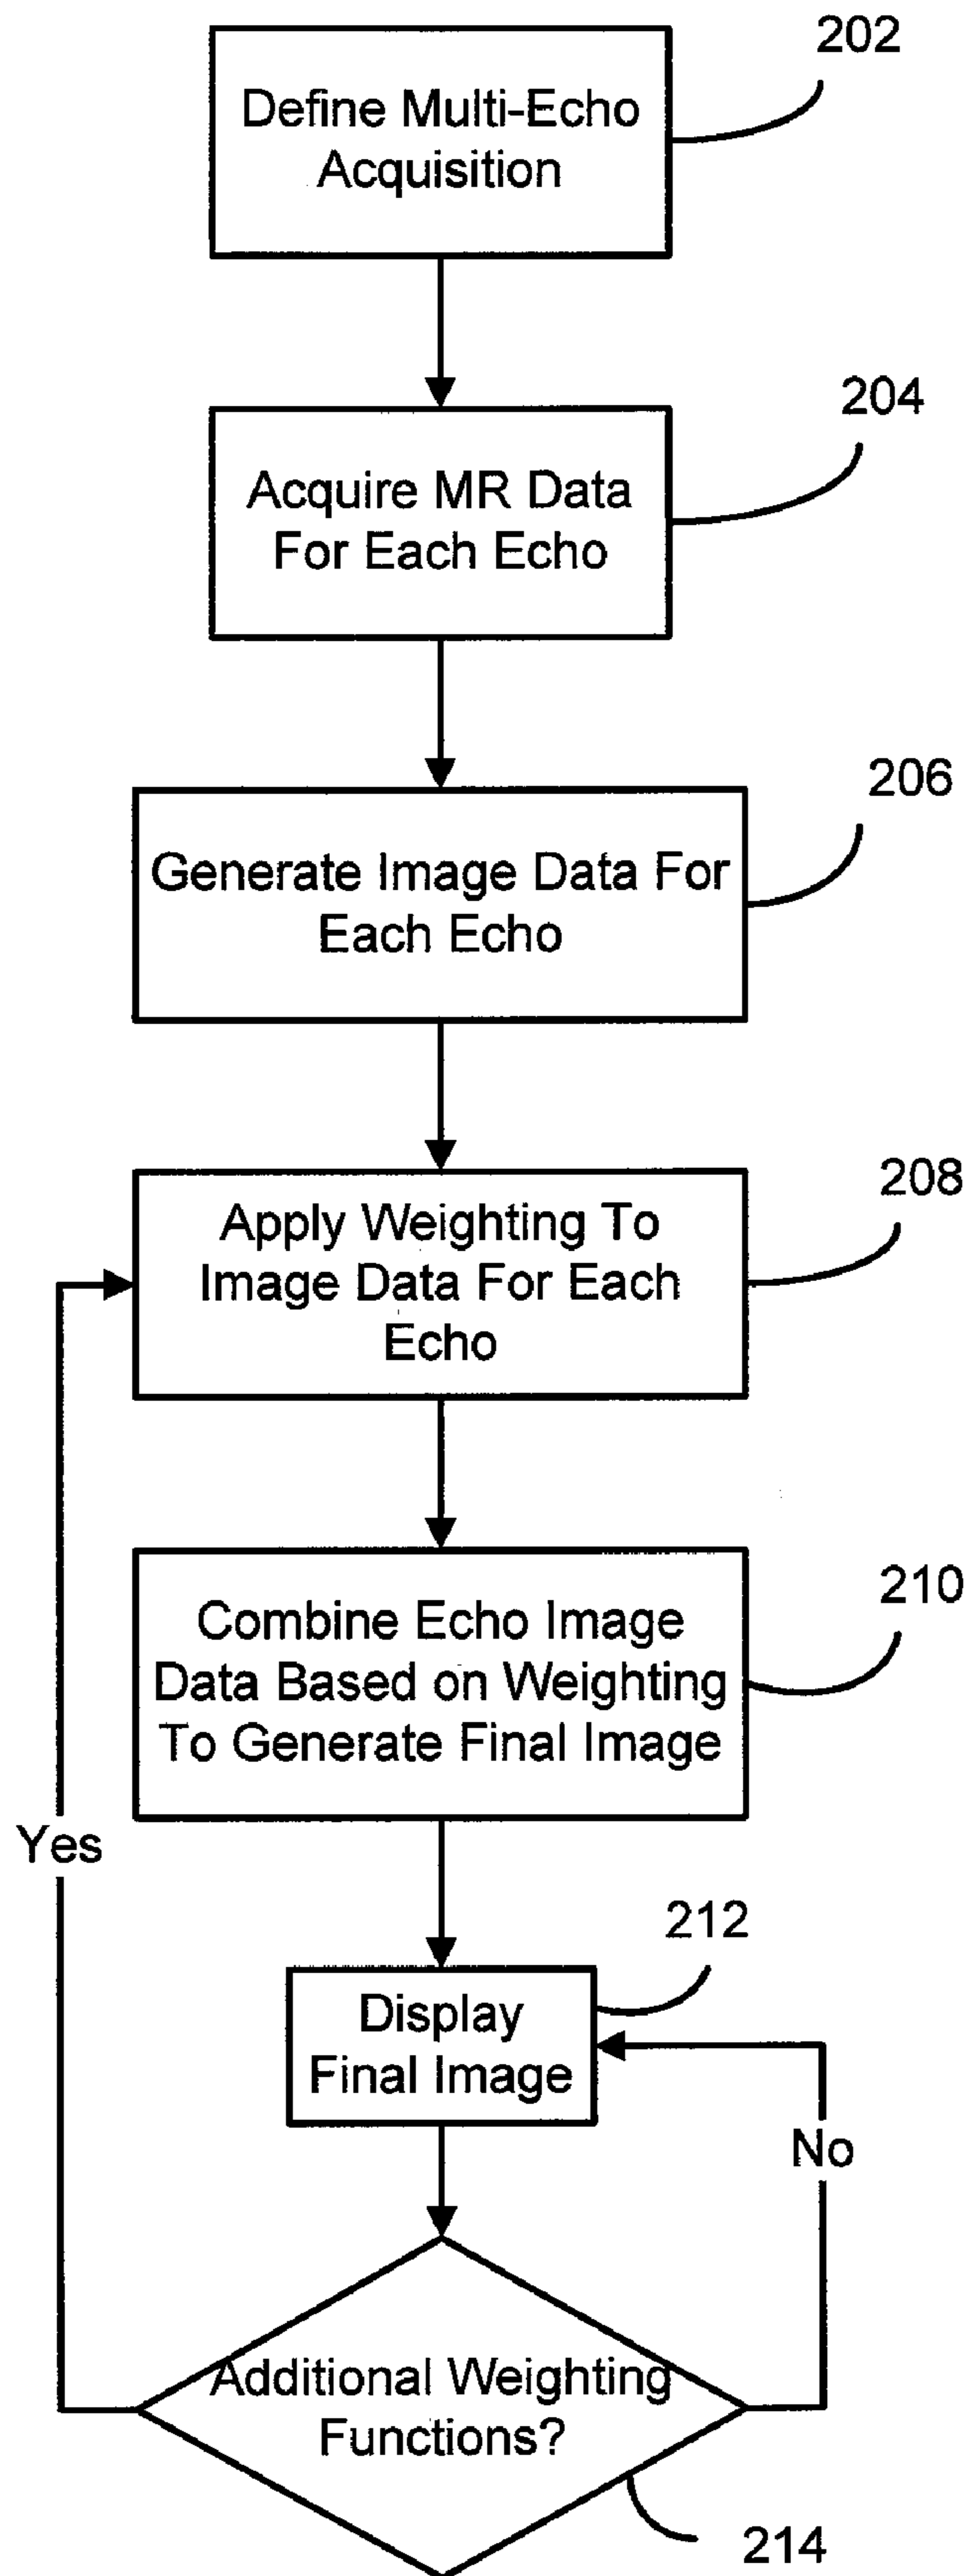 202
Define Multi-Echo
Acquisition
204
Acquire MR Data
For Each Echo
206
Generate Image Data For
Each Echo
208
Apply Weighting To
Image Data For Each
Echo
210
Combine Echo Image
Data Based on Weighting
To Generate Final Image
Yes
212
Display
Final Image
No
Additional Weighting
Functions?
214